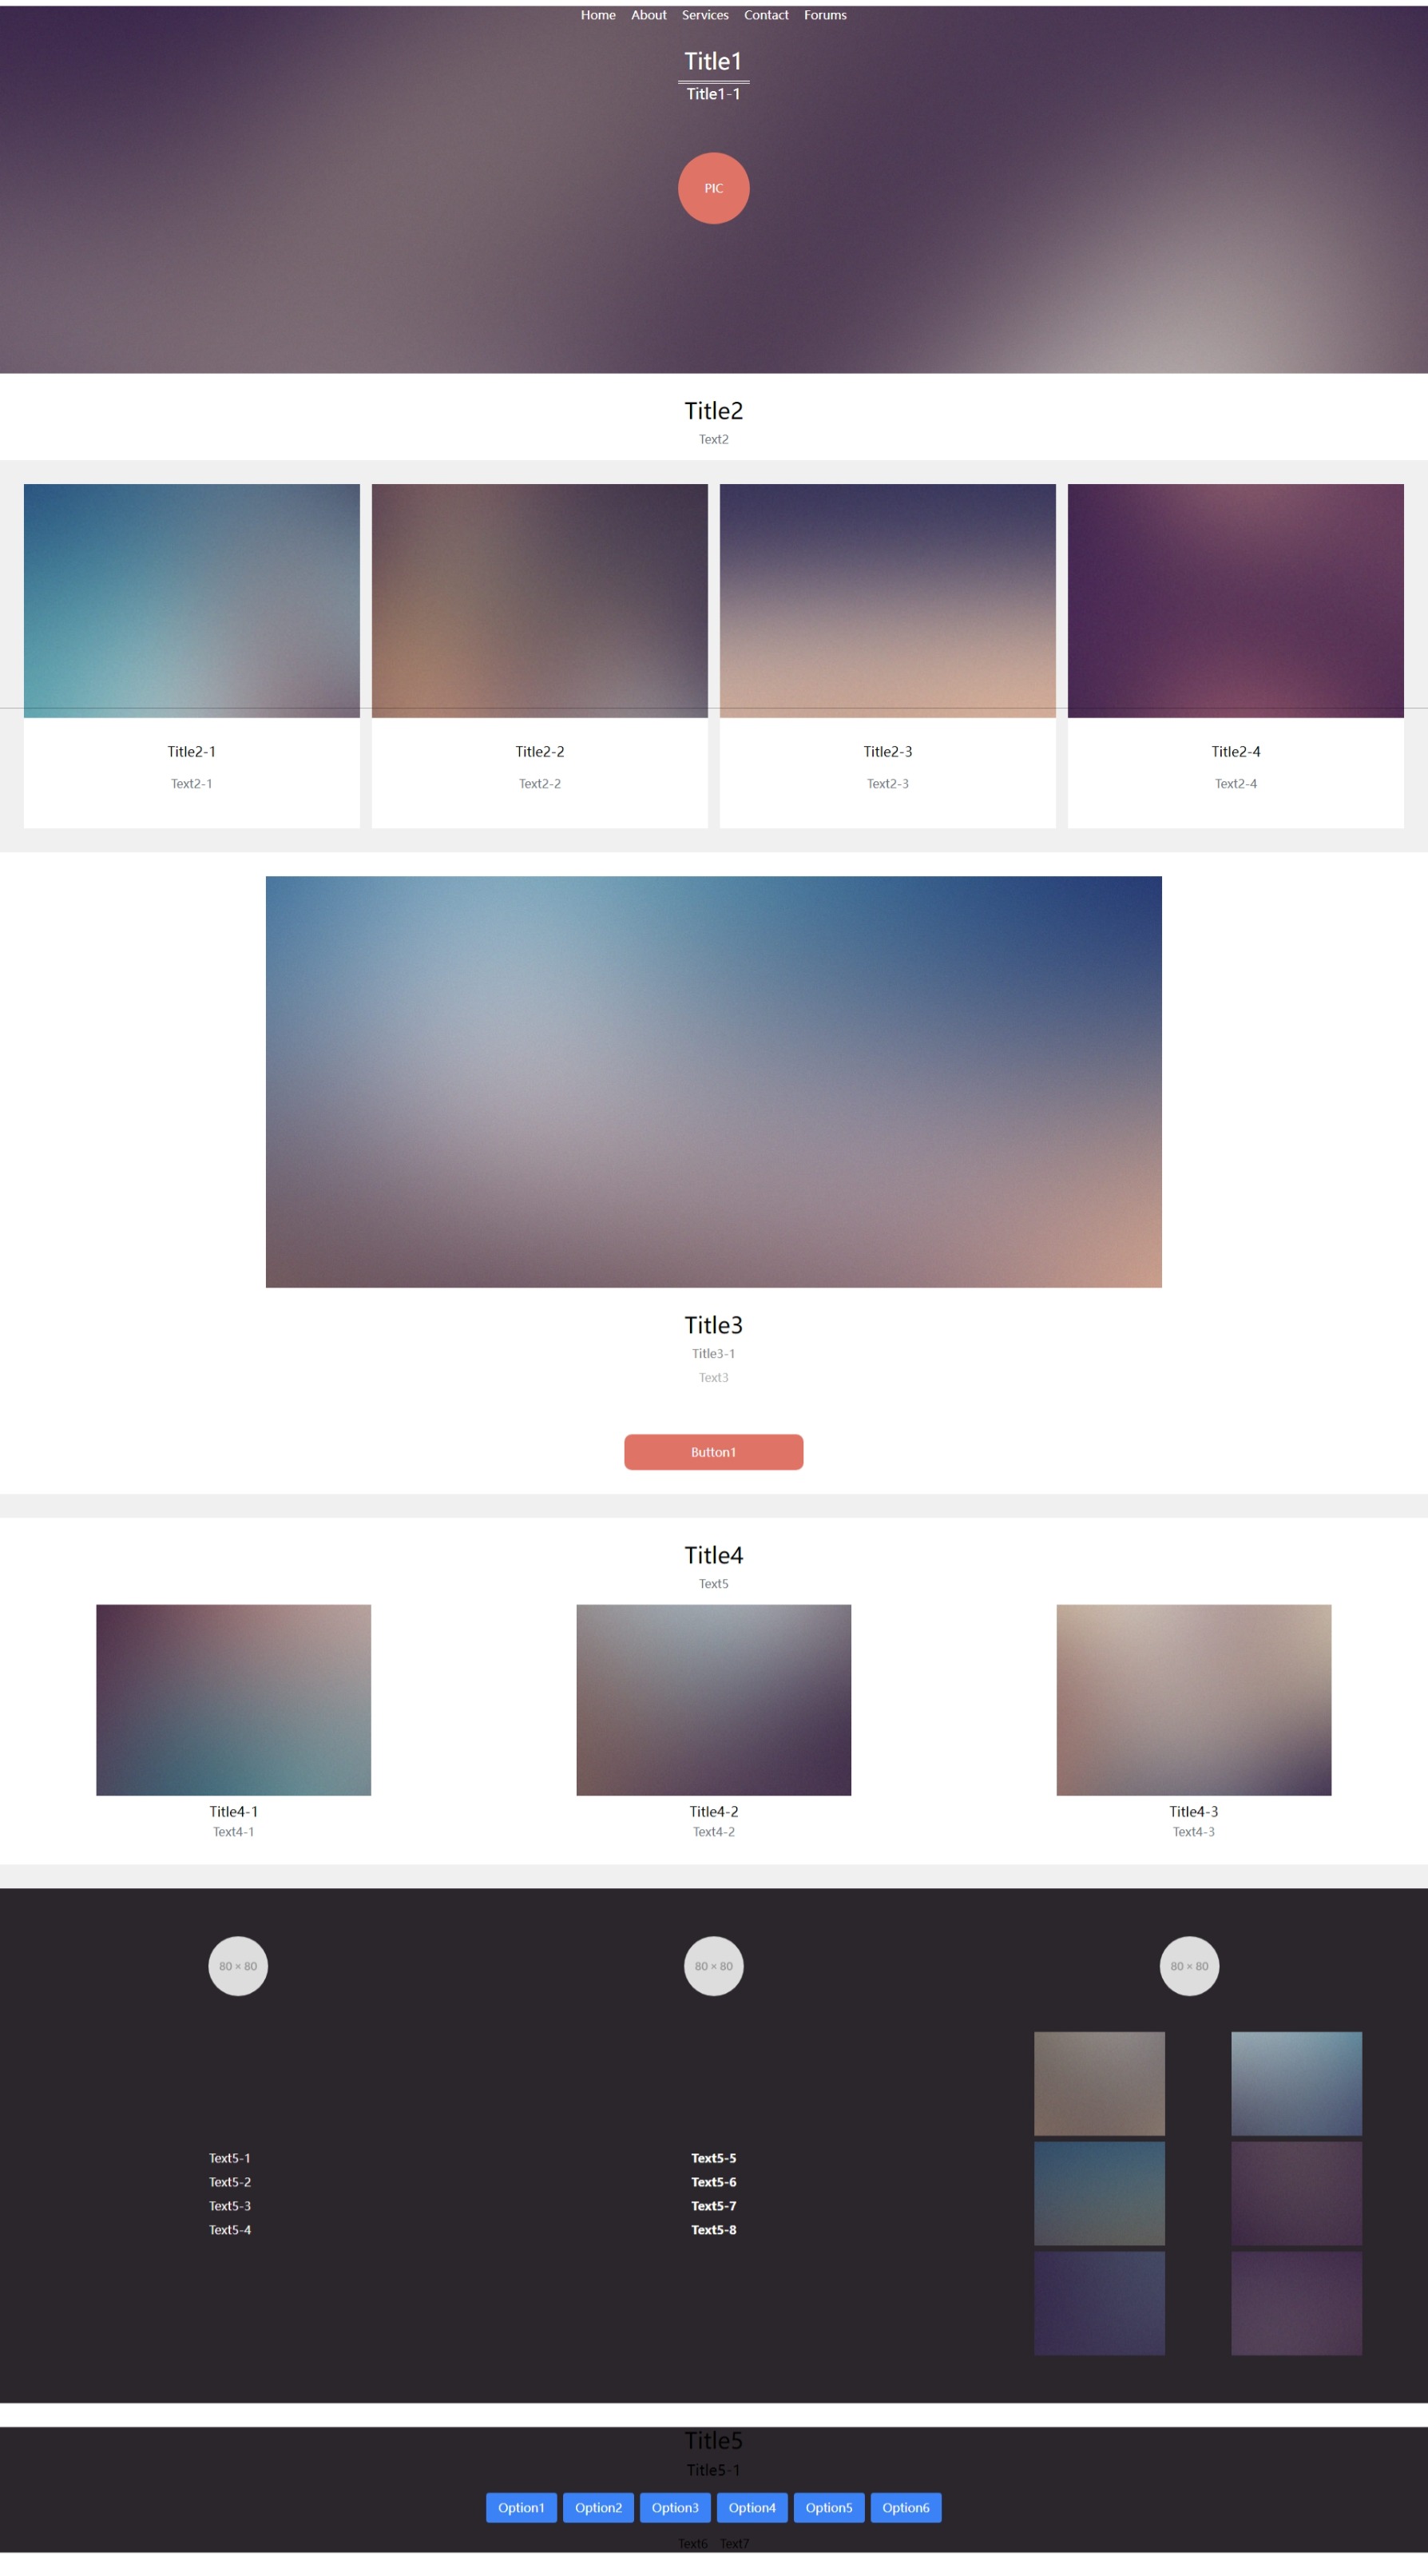 Home About Services Contact Forums
Title1
Title1-1
PIC
Title2
Text2
Title2-1 Title2-2 Title2-3 Title2-4
Text2-1 Text2-2 Text2-3 Text2-4
Title3
Title3-1
Text3
Button1
Title4
Text5
Title4-1 Title4-2 Title4-3
Text4-1 Text4-2 Text4-3
80 × 80 80 × 80 80 × 80
Text5-1 Text5-5
Text5-2 Text5-6
Text5-3 Text5-7
Text5-4 Text5-8
Title5
Title5-1
Option1 Option2 Option3 Option4 Option5 Option6
Text6 Text7